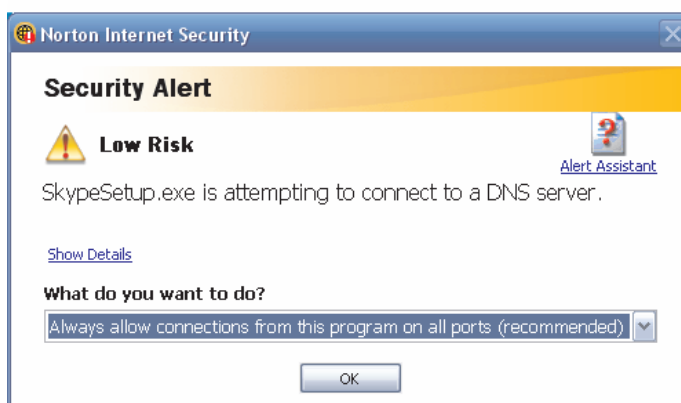 Norton Internet Security
Security Alert
Low Risk
Alert Assistant
SkypeSetup.exe is attempting to connect to a DNS server.
Show Details
What do you want to do?
Always allow connections from this program on all ports (recommended)
OK